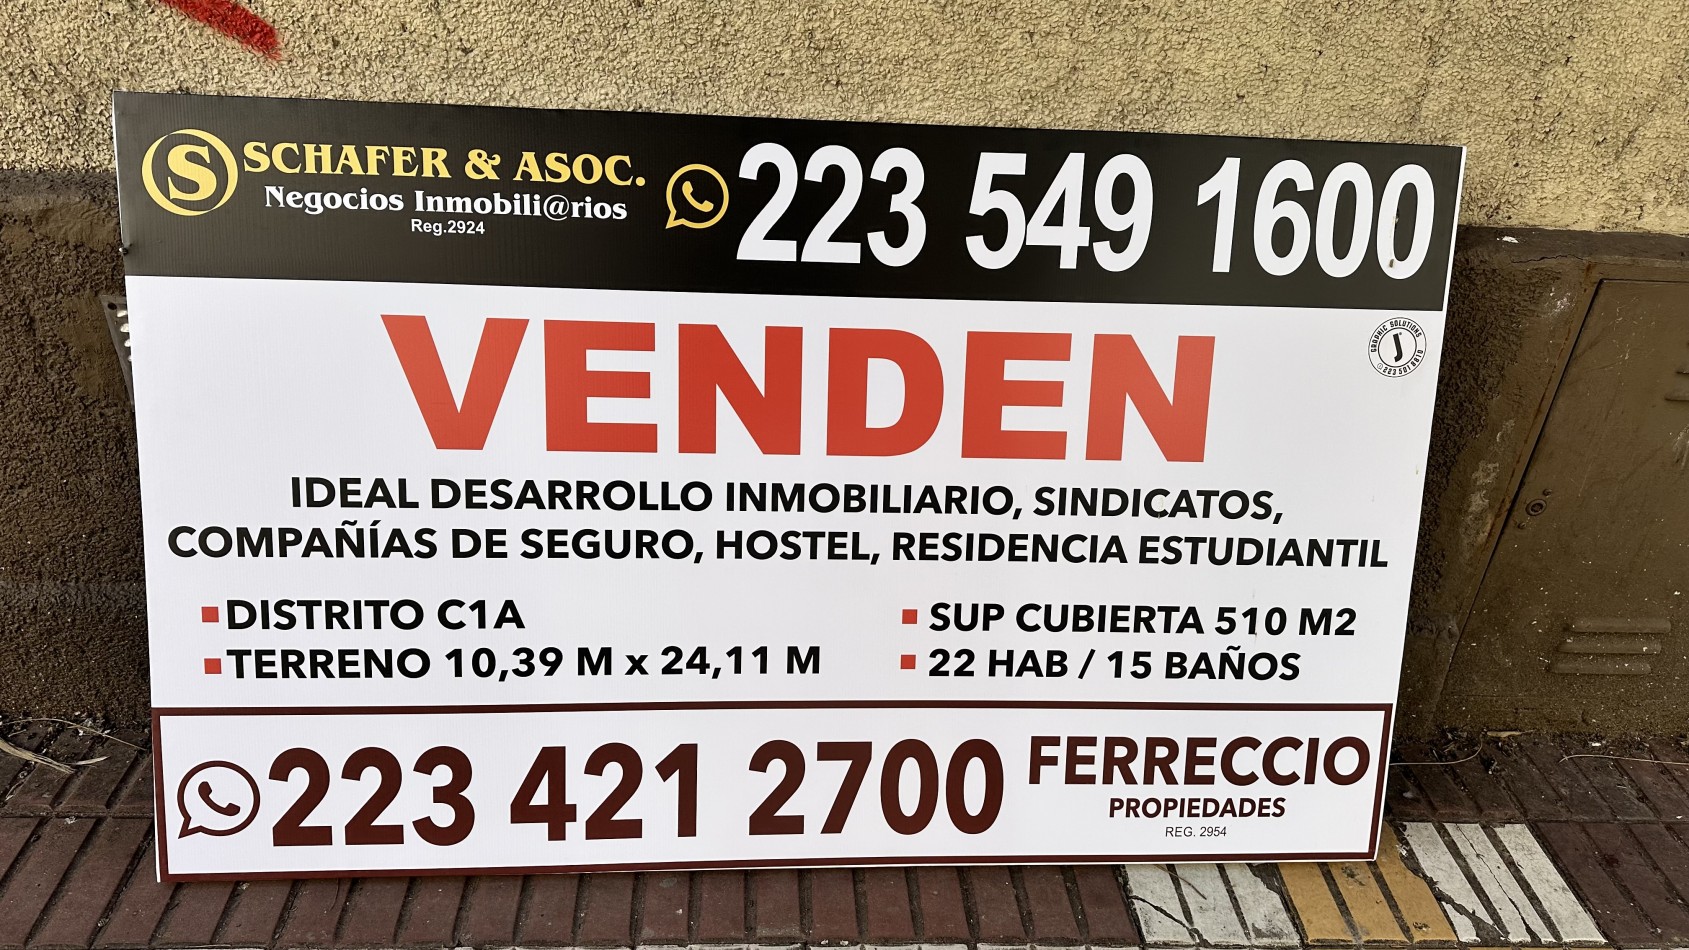 S SCHAFER & ASOC.
Negocios Inmobili@rios
Reg.2924
223 549 1600
VENDEN
GRAPHIC SOLUTIONS
J
IDEAL DESARROLLO INMOBILIARIO, SINDICATOS,
COMPAÑÍAS DE SEGURO, HOSTEL, RESIDENCIA ESTUDIANTIL
DISTRITO C1A
TERRENO 10,39 M x 24,11 M
SUP CUBIERTA 510 M2
22 HAB / 15 BAÑOS
223 421 2700
FERRECCIO
PROPIEDADES
REG. 2954